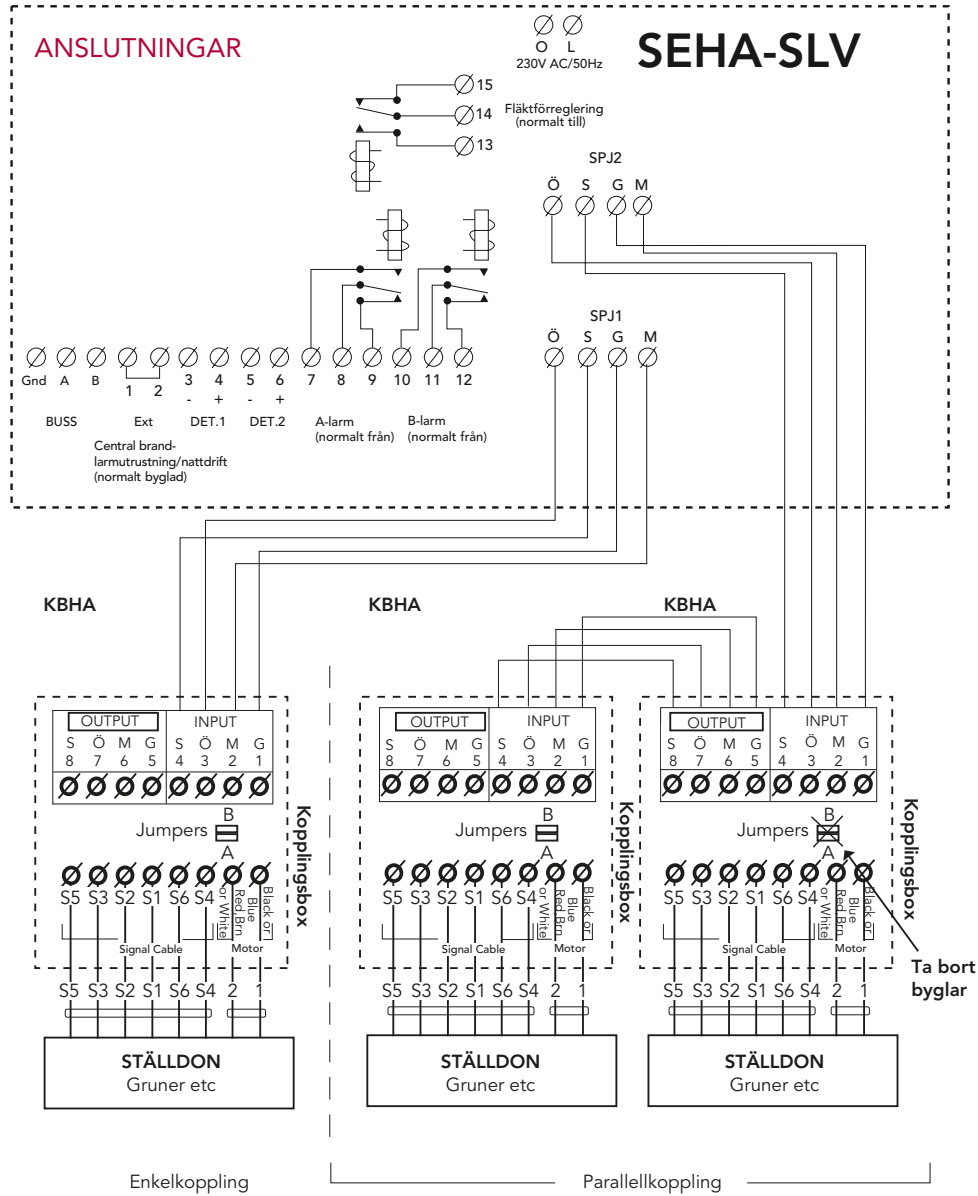 ANSLUTNINGAR
O L
230V AC/50Hz
SEHA-SLV
15
14
13
Fläktförregling
(normalt till)
SPJ2
Ö S G M
SPJ1
Ö S G M
Gnd A B 1 2 3 4 5 6 7 8 9 10 11 12
- + - +
BUSS Ext DET.1 DET.2
A-larm
(normalt från)
B-larm
(normalt från)
Central brand-
larmutrustning/nattdrift
(normalt byglad)
KBHA KBHA KBHA
OUTPUT INPUT
S Ö M G S Ö M G
8 7 6 5 4 3 2 1
B
Jumpers
A
Kopplingsbox
S5 S3 S2 S1 S6 S4
or White
Red,Brn
Blue
Black or
Signal Cable Motor
S5 S3 S2 S1 S6 S4 2 1
STÄLLDON
Gruner etc
OUTPUT INPUT
S Ö M G S Ö M G
8 7 6 5 4 3 2 1
B
Jumpers
A
Kopplingsbox
S5 S3 S2 S1 S6 S4
or White
Red,Brn
Blue
Black or
Signal Cable Motor
S5 S3 S2 S1 S6 S4 2 1
STÄLLDON
Gruner etc
OUTPUT INPUT
S Ö M G S Ö M G
8 7 6 5 4 3 2 1
B
Jumpers
A
Kopplingsbox
S5 S3 S2 S1 S6 S4
or White
Red,Brn
Blue
Black or
Signal Cable Motor
S5 S3 S2 S1 S6 S4 2 1
STÄLLDON
Gruner etc
Ta bort
byglar
Enkelkoppling
Parallellkoppling